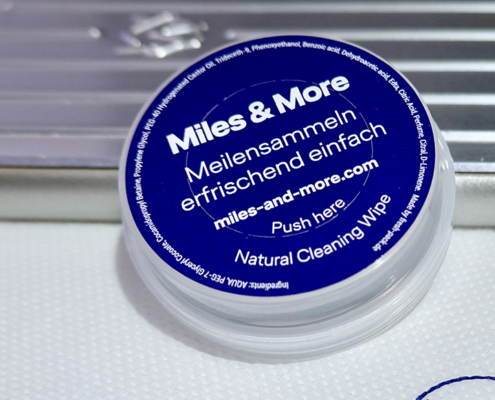 Miles & More
Meilensammeln
erfrischend einfach
miles-and-more.com
Push here
Natural Cleaning Wipe
Ingredients: AQUA, PEG-7 Glyceryl Cocoate, Cocamidopropyl Betaine, Propylene Glycol, PEG-40 Hydrogenated Castor Oil, Trideceth-9, Phenoxyethanol, Benzoic acid, Dehydroacetic acid, Edta, Citric Acid, Perfume, Citral, D-Limonene. Made by fresh-pack.de